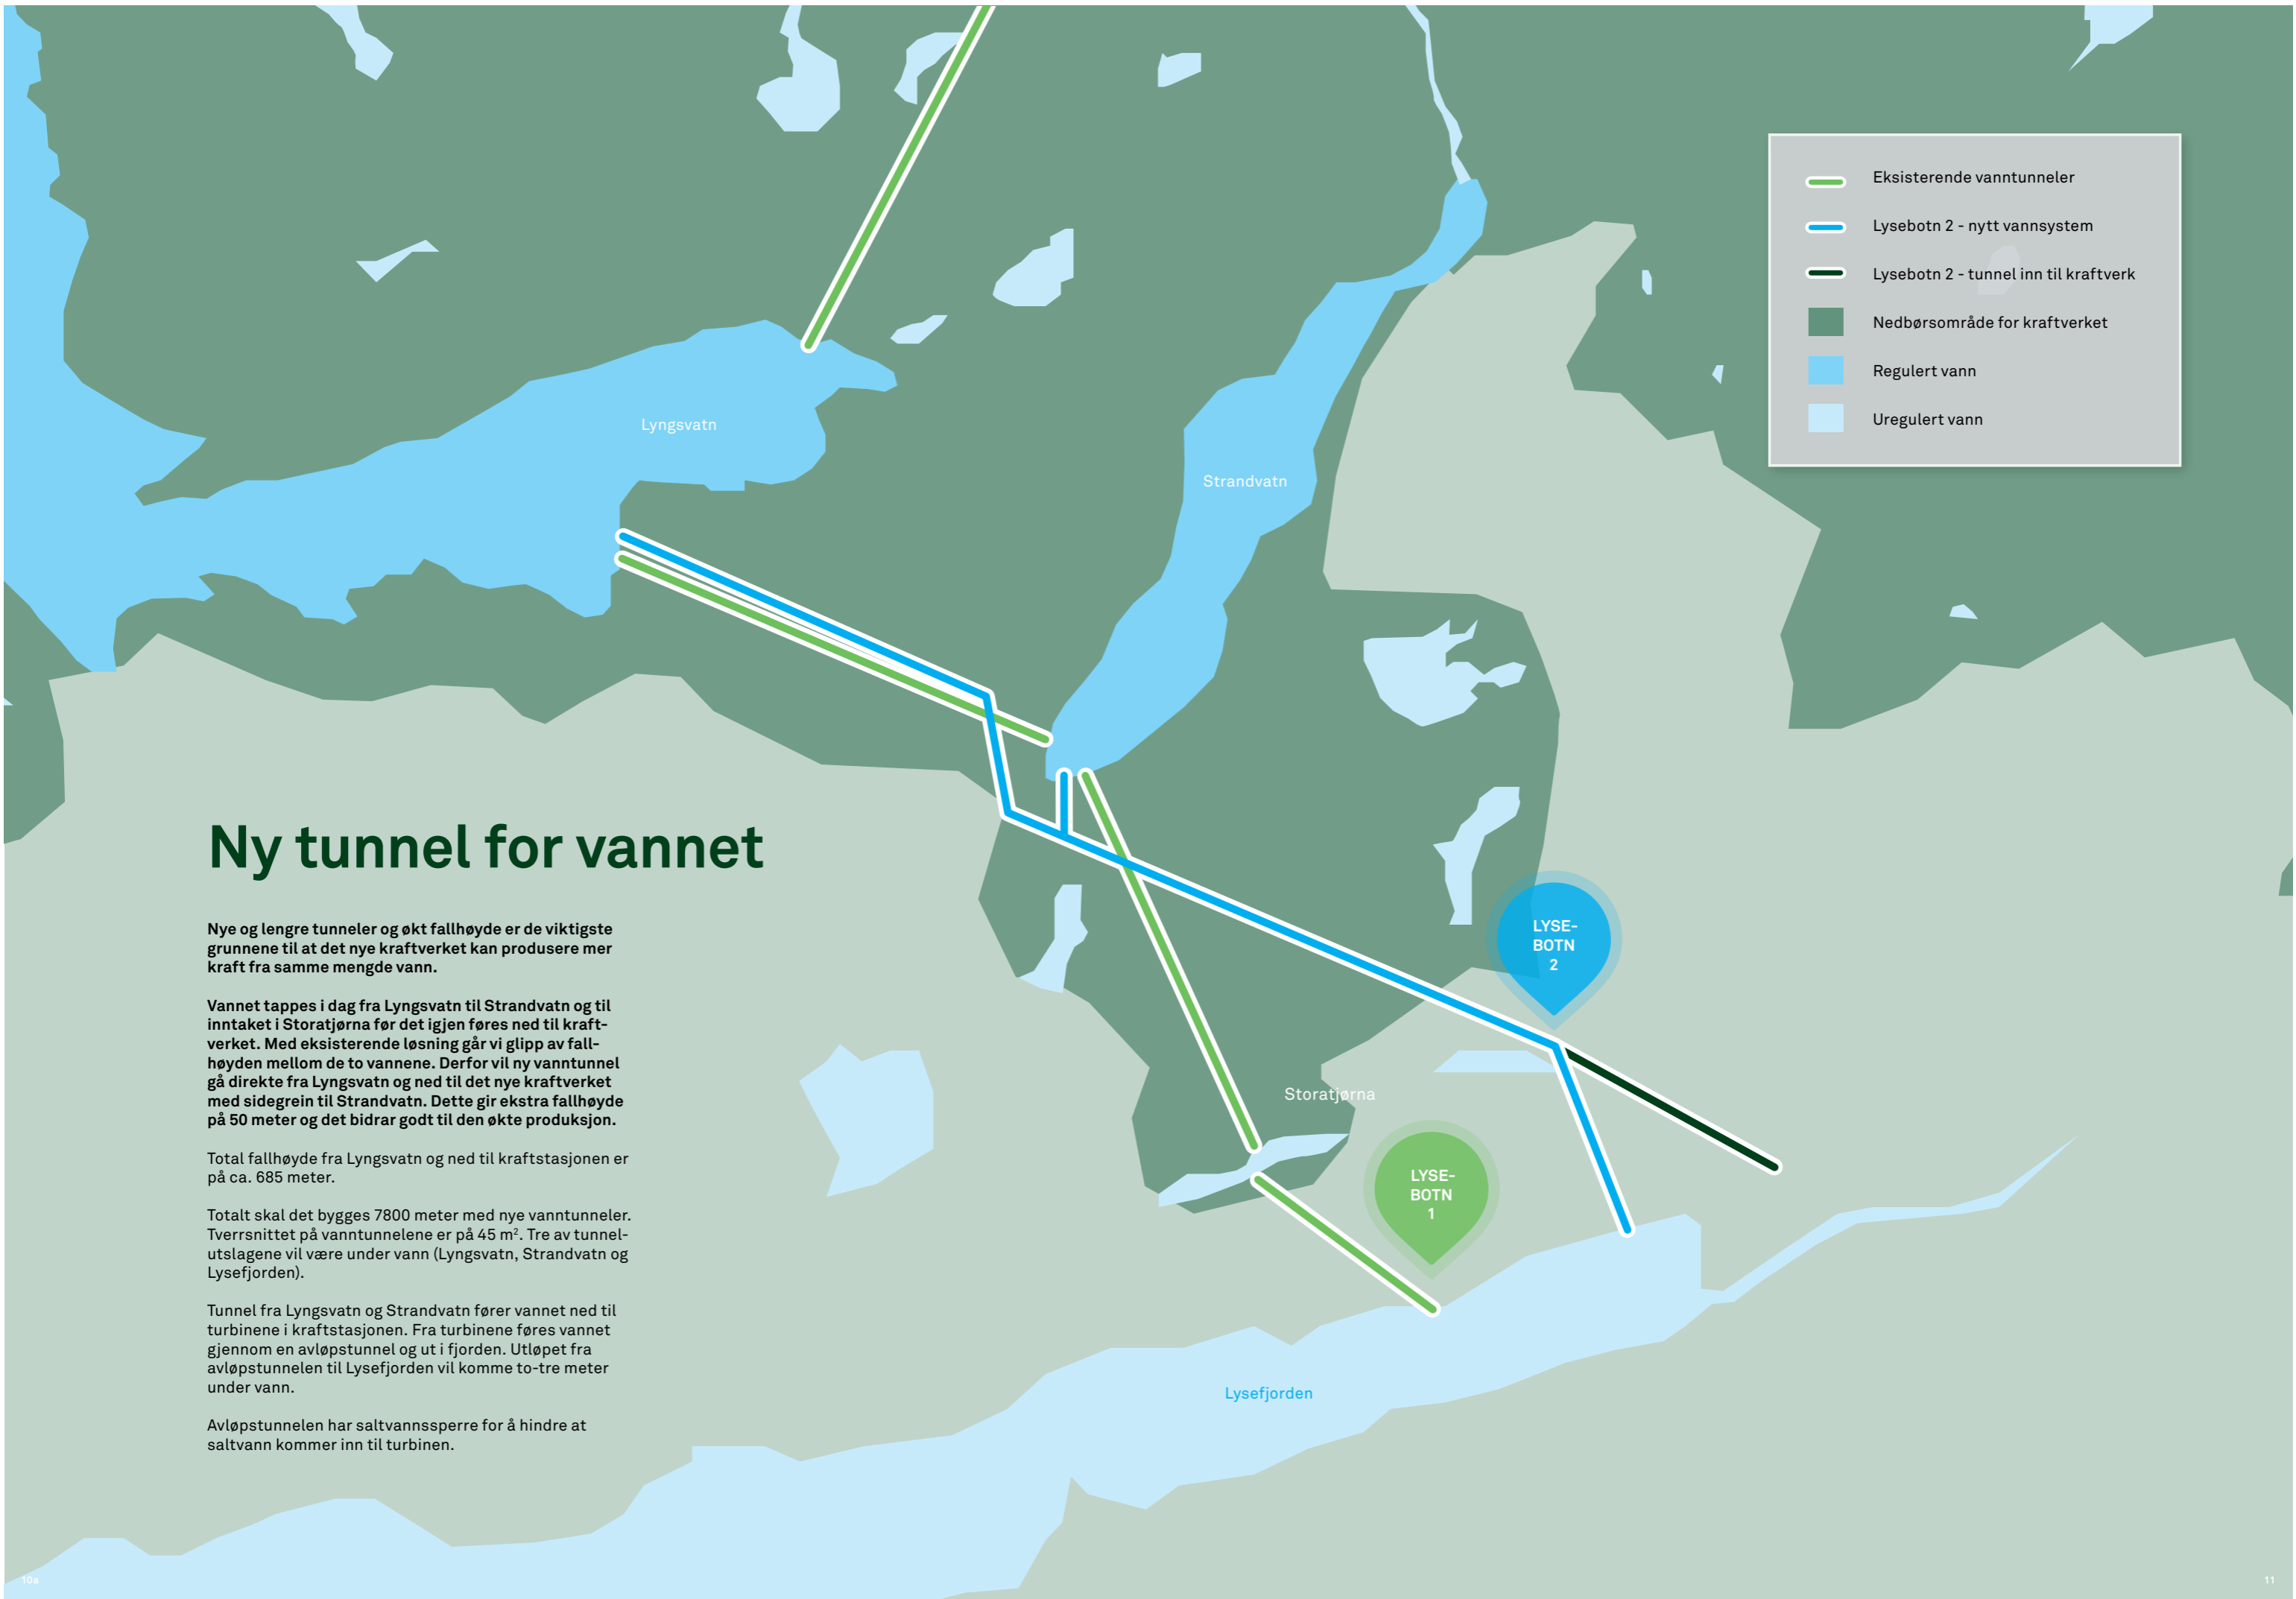 Eksisterende vanntunneler
Lysebotn 2 - nytt vannsystem
Lysebotn 2 - tunnel inn til kraftverk
Nedbørsområde for kraftverket
Regulert vann
Uregulert vann
Lyngsvatn
Strandvatn
Ny tunnel for vannet
Nye og lengre tunneler og økt fallhøyde er de viktigste
grunnene til at det nye kraftverket kan produsere mer
kraft fra samme mengde vann.
Vannet tappes i dag fra Lyngsvatn til Strandvatn og til
inntaket i Storatjørna før det igjen føres ned til kraft-
verket. Med eksisterende løsning går vi glipp av fall-
høyden mellom de to vannene. Derfor vil ny vanntunnel
gå direkte fra Lyngsvatn og ned til det nye kraftverket
med sidegrein til Strandvatn. Dette gir ekstra fallhøyde
på 50 meter og det bidrar godt til den økte produksjon.
Total fallhøyde fra Lyngsvatn og ned til kraftstasjonen er
på ca. 685 meter.
Totalt skal det bygges 7800 meter med nye vanntunneler.
Tverrsnittet på vanntunnelene er på 45 m². Tre av tunnel-
utslagene vil være under vann (Lyngsvatn, Strandvatn og
Lysefjorden).
Tunnel fra Lyngsvatn og Strandvatn fører vannet ned til
turbinene i kraftstasjonen. Fra turbinene føres vannet
gjennom en avløpstunnel og ut i fjorden. Utløpet fra
avløpstunnelen til Lysefjorden vil komme to-tre meter
under vann.
Avløpstunnelen har saltvannssperre for å hindre at
saltvann kommer inn til turbinen.
LYSE-
BOTN
2
Storatjørna
LYSE-
BOTN
1
Lysefjorden
10a
11